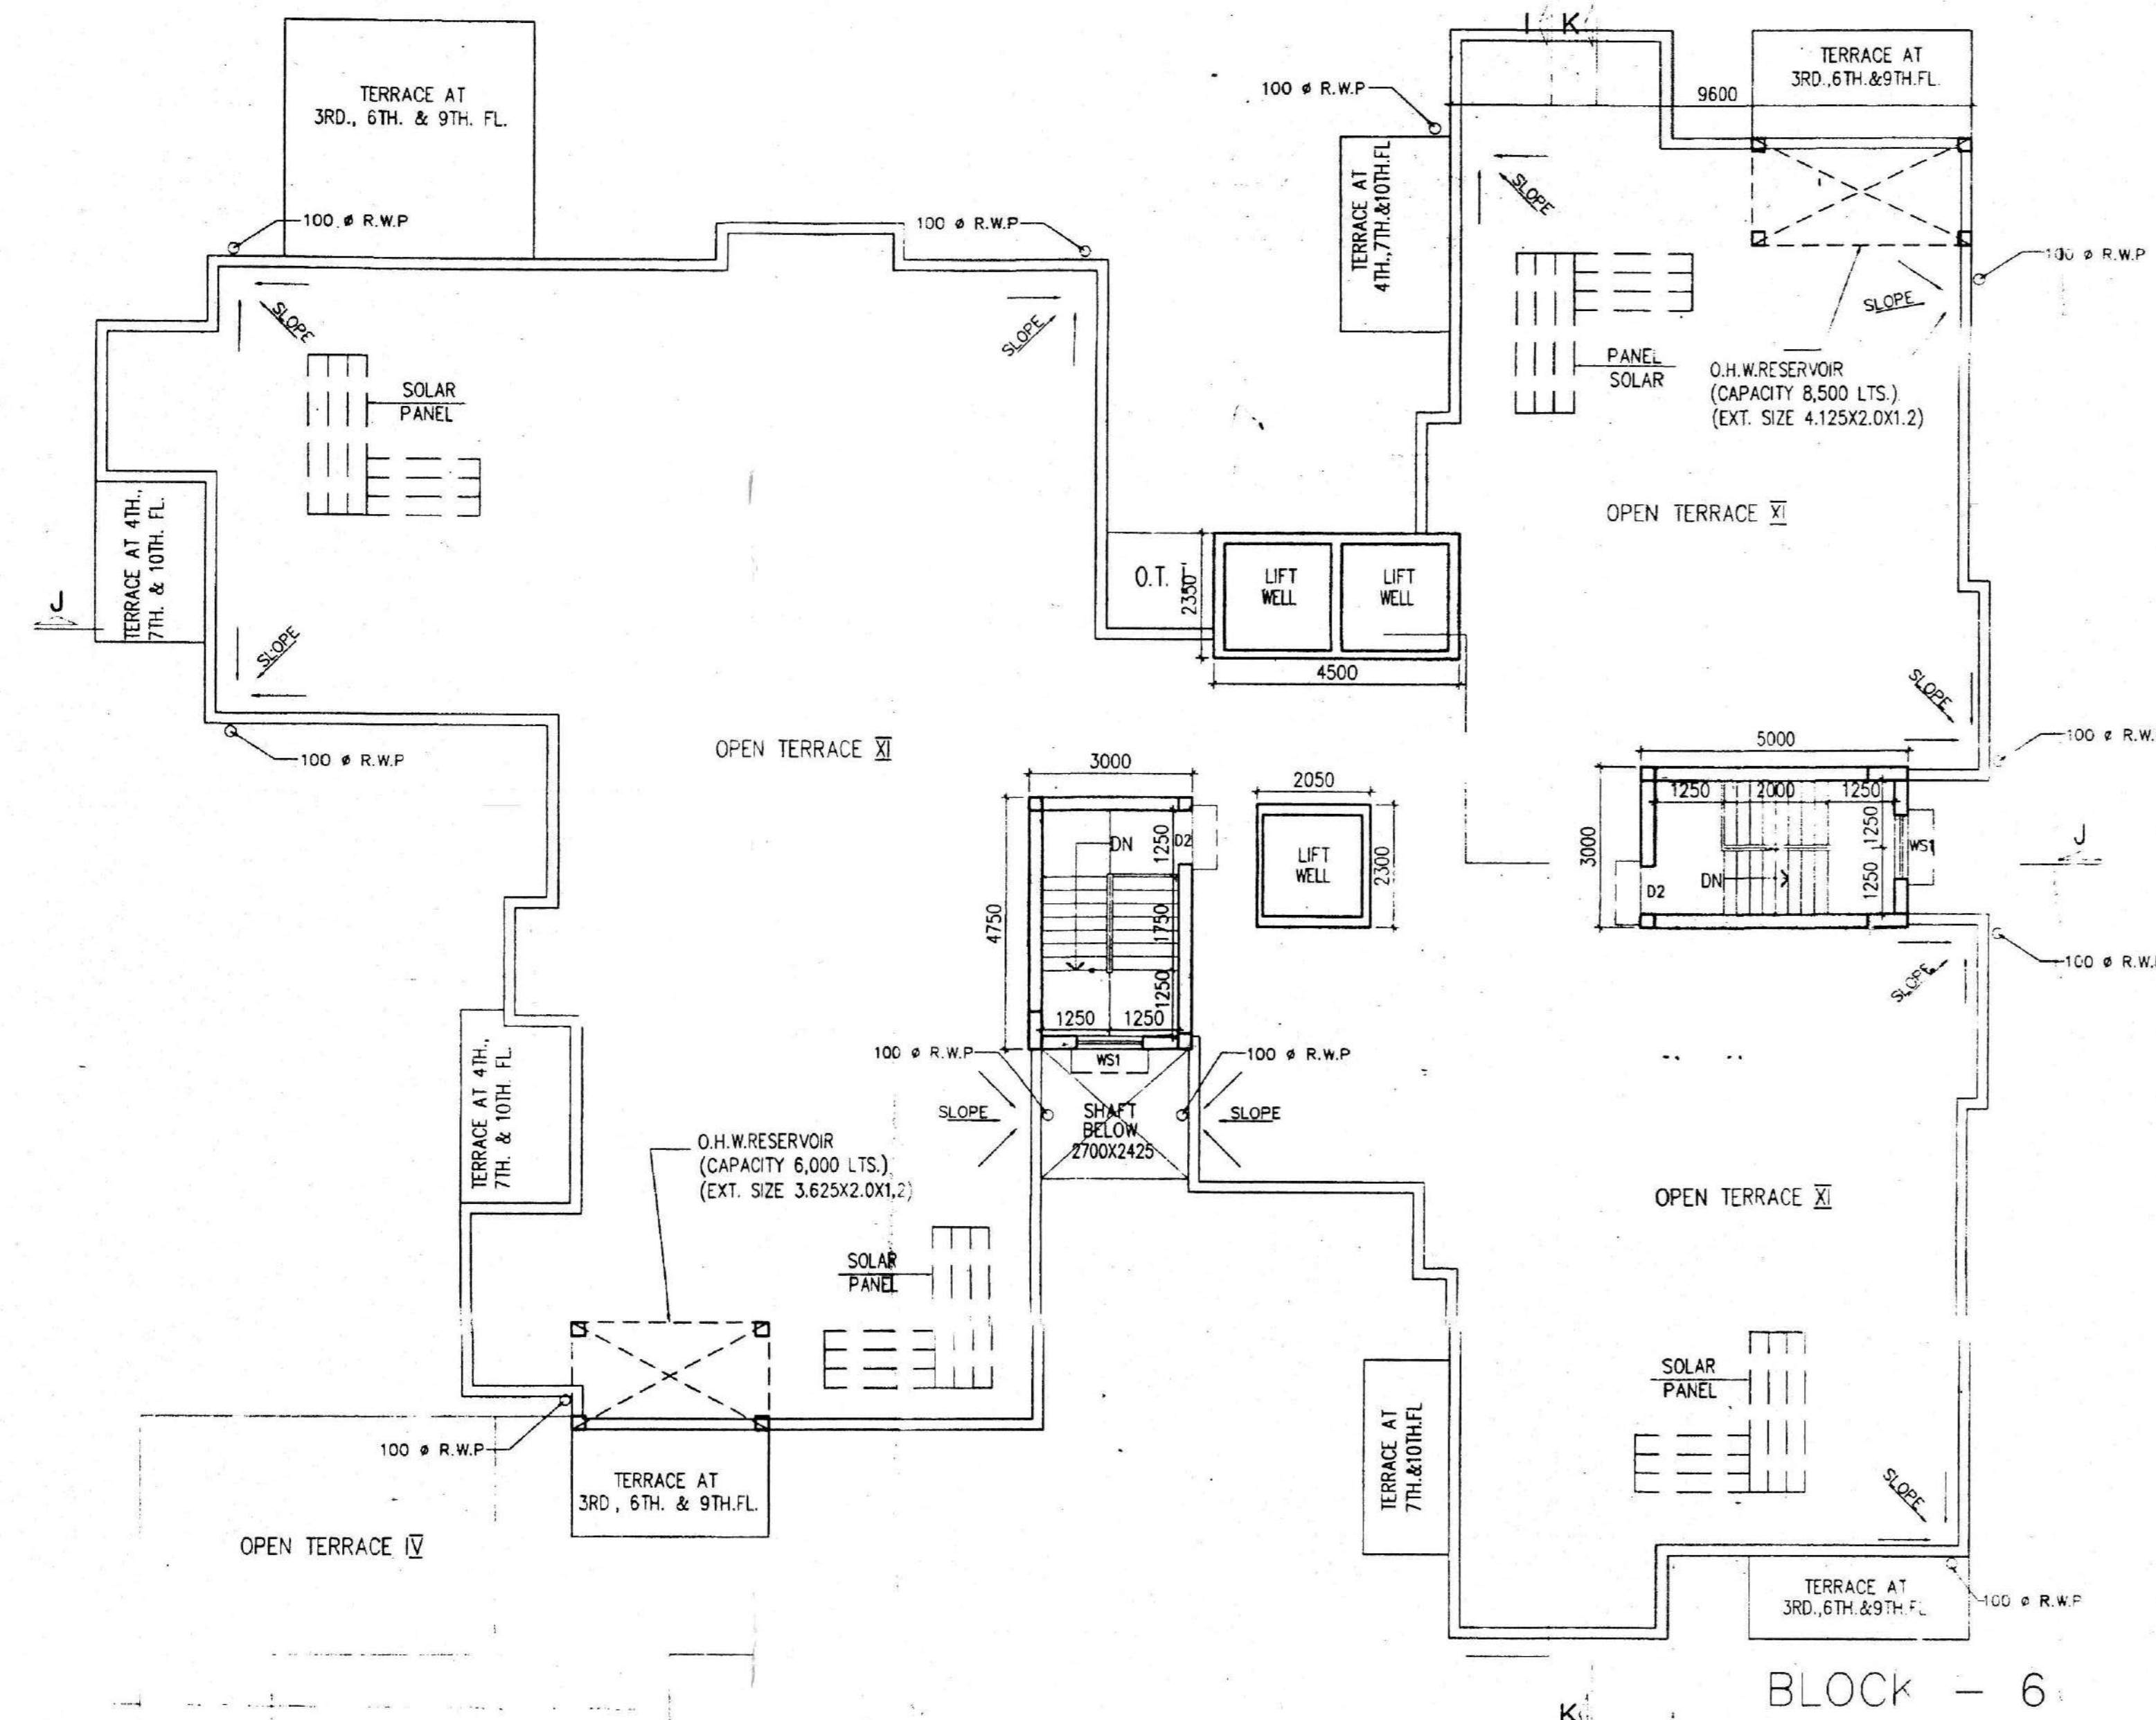 I K
TERRACE AT
3RD., 6TH. & 9TH. FL.
100 ø R.W.P
TERRACE AT
3RD.,6TH.&9TH.FL.
9600
TERRACE AT
4TH.,7TH.&10TH.FL
100 ø R.W.P
100 ø R.W.P
100 ø R.W.P
SLOPE
SLOPE
SLOPE
SLOPE
SOLAR
PANEL
PANEL
SOLAR
O.H.W.RESERVOIR
(CAPACITY 8,500 LTS.)
(EXT. SIZE 4.125X2.0X1.2)
OPEN TERRACE XI
TERRACE AT 4TH.,
7TH. & 10TH. FL.
J
SLOPE
O.T.
2350
LIFT
WELL
LIFT
WELL
4500
SLOPE
100 ø R.W.P
OPEN TERRACE XI
100 ø R.W.
3000
2050
5000
1250
2000
1250
3000
1250
1250
WS1
DN
D2
J
4750
DN
1250
D2
1750
1250
1250
1250
WS1
LIFT
WELL
2300
100 ø R.W.
SLOPE
100 ø R.W.P
100 ø R.W.P
SLOPE
SHAFT
BELOW
2700X2425
SLOPE
TERRACE AT 4TH.,
7TH. & 10TH. FL.
O.H.W.RESERVOIR
(CAPACITY 6,000 LTS.)
(EXT. SIZE 3.625X2.0X1.2)
OPEN TERRACE XI
SOLAR
PANEL
SOLAR
PANEL
TERRACE AT
7TH.&10TH.FL
100 ø R.W.P
TERRACE AT
3RD, 6TH. & 9TH.FL.
SLOPE
OPEN TERRACE IV
TERRACE AT
3RD.,6TH.&9TH.FL
100 ø R.W.P
BLOCK - 6
K